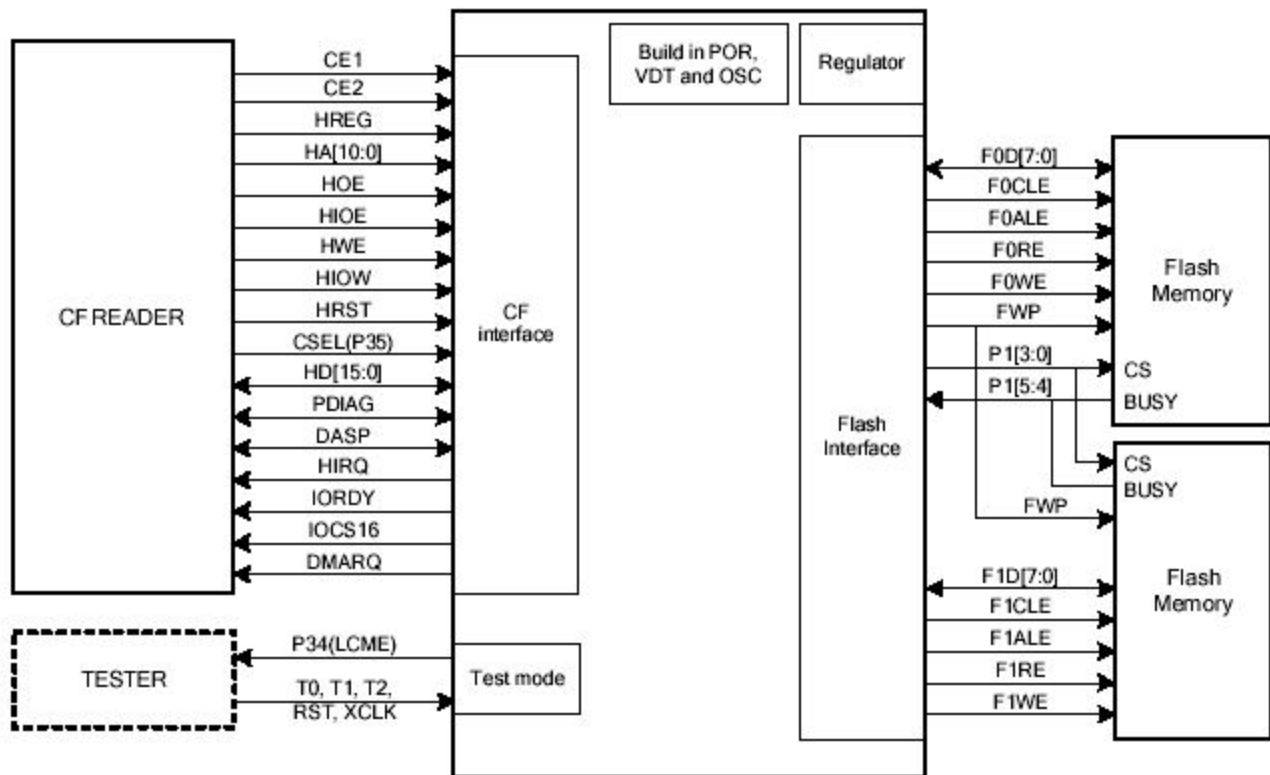 CF READER
CE1
CE2
HREG
HA[10:0]
HOE
HIOE
HWE
HIOW
HRST
CSEL(P35)
HD[15:0]
PDIAG
DASP
HIRQ
IORDY
IOCS16
DMARQ
TESTER
P34(LCME)
T0, T1, T2,
RST, XCLK
CF
interface
Test mode
Build in POR,
VDT and OSC
Regulator
Flash
Interface
F0D[7:0]
F0CLE
F0ALE
F0RE
F0WE
FWP
P1[3:0]
P1[5:4]
Flash
Memory
CS
BUSY
CS
BUSY
FWP
F1D[7:0]
F1CLE
F1ALE
F1RE
F1WE
Flash
Memory